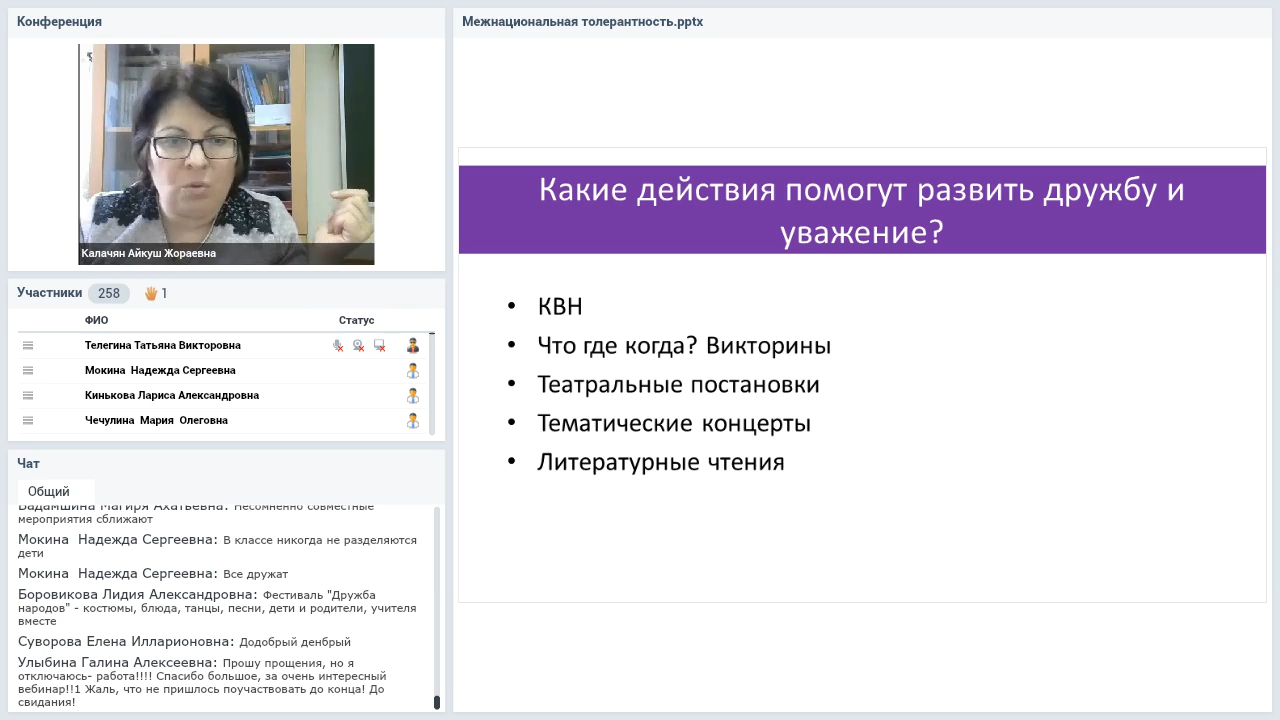 Конференция
Калачян Айкуш Жораевна
Участники 258 1
ФИО Статус
Телегина Татьяна Викторовна
Мокина Надежда Сергеевна
Кинькова Лариса Александровна
Чечулина Мария Олеговна
Чат
Общий
Бадамшина Магиря Ахатьевна: Несомненно совместные
мероприятия сближают
Мокина Надежда Сергеевна: В классе никогда не разделяются
дети
Мокина Надежда Сергеевна: Все дружат
Боровикова Лидия Александровна: Фестиваль "Дружба
народов" - костюмы, блюда, танцы, песни, дети и родители, учителя
вместе
Суворова Елена Илларионовна: Додобрый денбрый
Улыбина Галина Алексеевна: Прошу прощения, но я
отключаюсь- работа!!!! Спасибо большое, за очень интересный
вебинар!!1 Жаль, что не пришлось поучаствовать до конца! До
свидания!
Межнациональная толерантность.pptx
Какие действия помогут развить дружбу и
уважение?
• КВН
• Что где когда? Викторины
• Театральные постановки
• Тематические концерты
• Литературные чтения